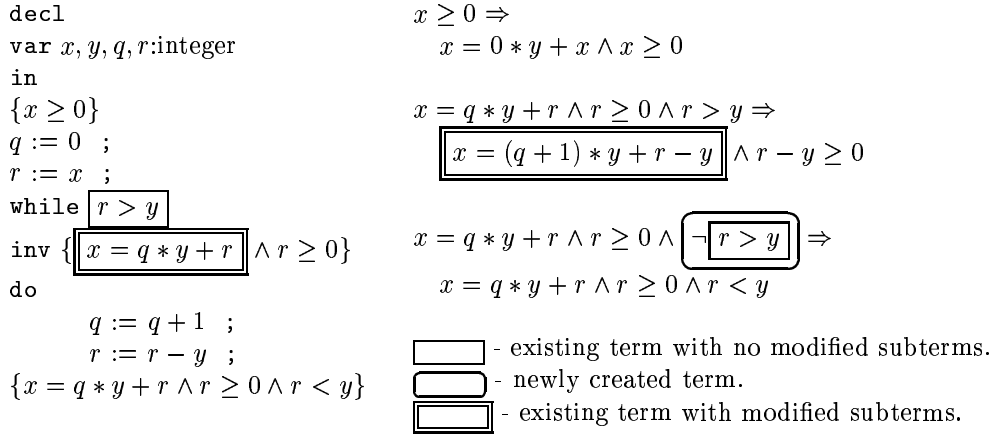 decl
var x, y, q, r:integer
in
{x ≥ 0}
q := 0 ;
r := x ;
while r > y
inv { x = q ∗ y + r ∧ r ≥ 0}
do
q := q + 1 ;
r := r − y ;
{x = q ∗ y + r ∧ r ≥ 0 ∧ r < y}
x ≥ 0 ⇒
x = 0 ∗ y + x ∧ x ≥ 0
x = q ∗ y + r ∧ r ≥ 0 ∧ r > y ⇒
x = (q + 1) ∗ y + r − y ∧ r − y ≥ 0
x = q ∗ y + r ∧ r ≥ 0 ∧ ¬ r > y ⇒
x = q ∗ y + r ∧ r ≥ 0 ∧ r < y
- existing term with no modified subterms.
- newly created term.
- existing term with modified subterms.